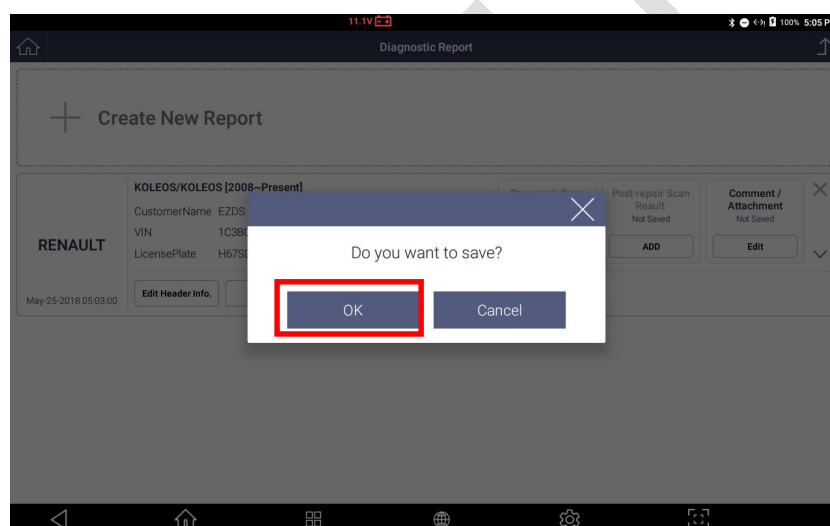 11.1V
100% 5:05 P
Diagnostic Report
Create New Report
KOLEOS/KOLEOS [2008~Present]
CustomerName EZDS
VIN 1C3BC
LicensePlate H67S
RENAULT
May-25-2018 05:03:00
Edit Header Info.
Post-repair Scan
Result
Not Saved
ADD
Comment /
Attachment
Not Saved
Edit
Do you want to save?
OK
Cancel